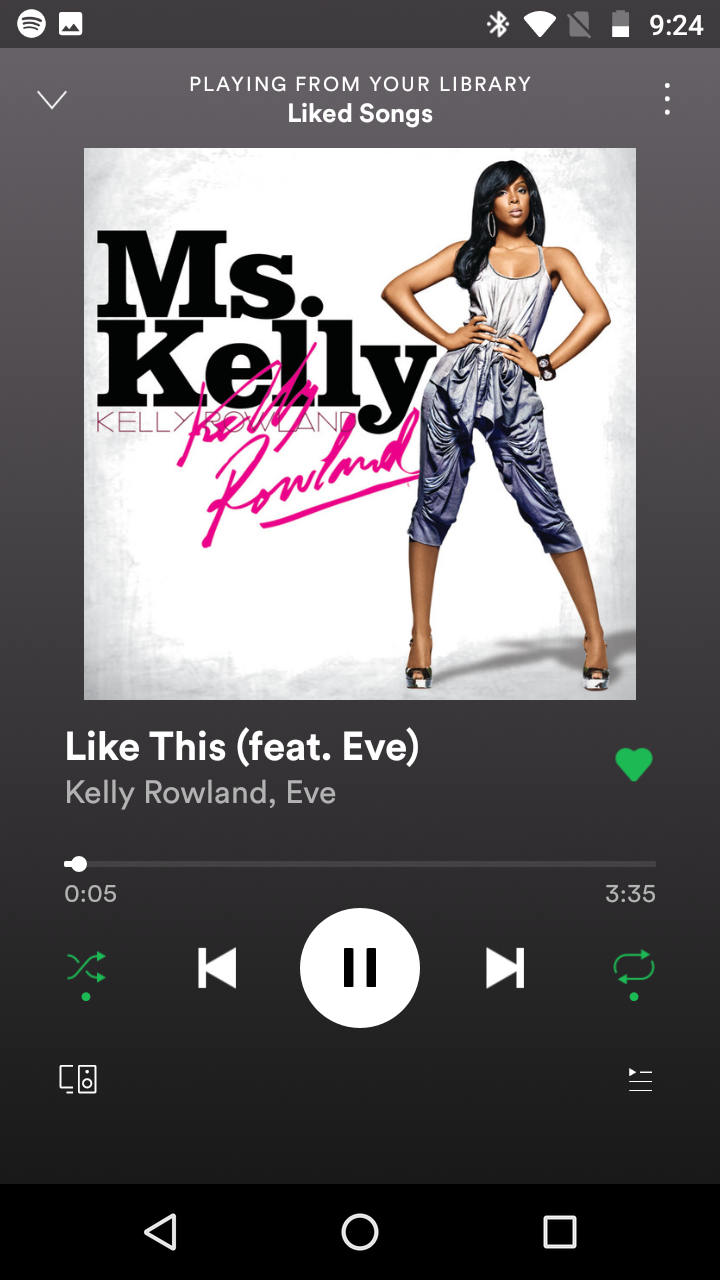 9:24
PLAYING FROM YOUR LIBRARY
Liked Songs
Ms.
Kelly
KELLY ROWLAND
Kelly
Rowland
Like This (feat. Eve)
Kelly Rowland, Eve
0:05
3:35